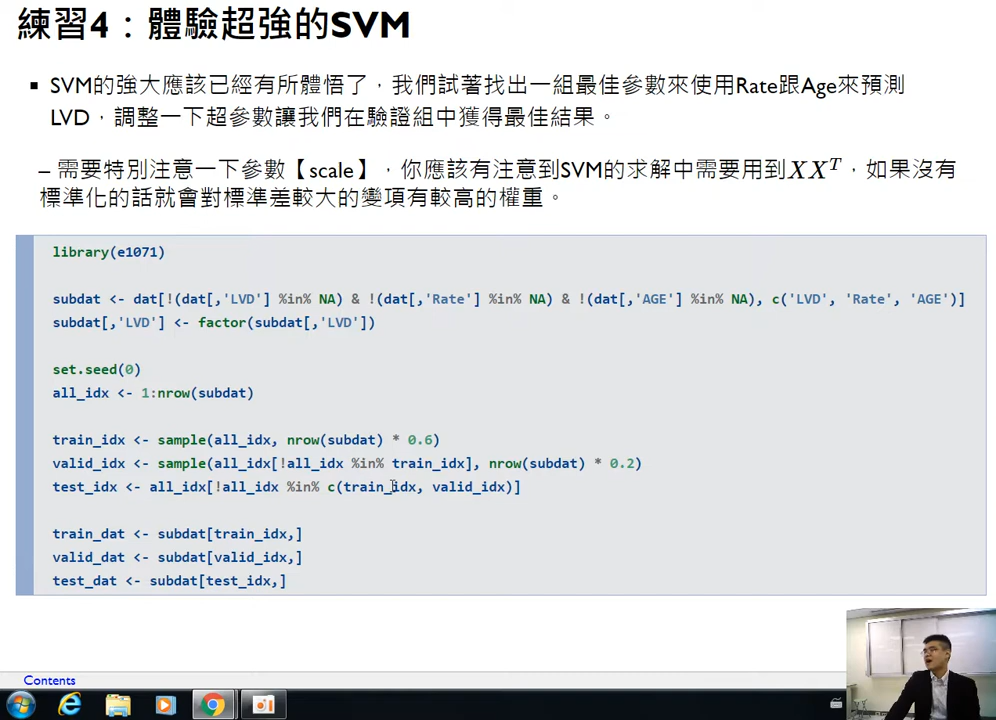 練習4：體驗超強的SVM
▪ SVM的強大應該已經有所體悟了，我們試著找出一組最佳參數來使用Rate跟Age來預測
LVD，調整一下超參數讓我們在驗證組中獲得最佳結果。
– 需要特別注意一下參數【scale】，你應該有注意到SVM的求解中需要用到XXᵀ，如果沒有
標準化的話就會對標準差較大的變項有較高的權重。
library(e1071)
subdat <- dat[!(dat[,'LVD'] %in% NA) & !(dat[,'Rate'] %in% NA) & !(dat[,'AGE'] %in% NA), c('LVD', 'Rate', 'AGE')]
subdat[,'LVD'] <- factor(subdat[,'LVD'])
set.seed(0)
all_idx <- 1:nrow(subdat)
train_idx <- sample(all_idx, nrow(subdat) * 0.6)
valid_idx <- sample(all_idx[!all_idx %in% train_idx], nrow(subdat) * 0.2)
test_idx <- all_idx[!all_idx %in% c(train_idx, valid_idx)]
train_dat <- subdat[train_idx,]
valid_dat <- subdat[valid_idx,]
test_dat <- subdat[test_idx,]
Contents